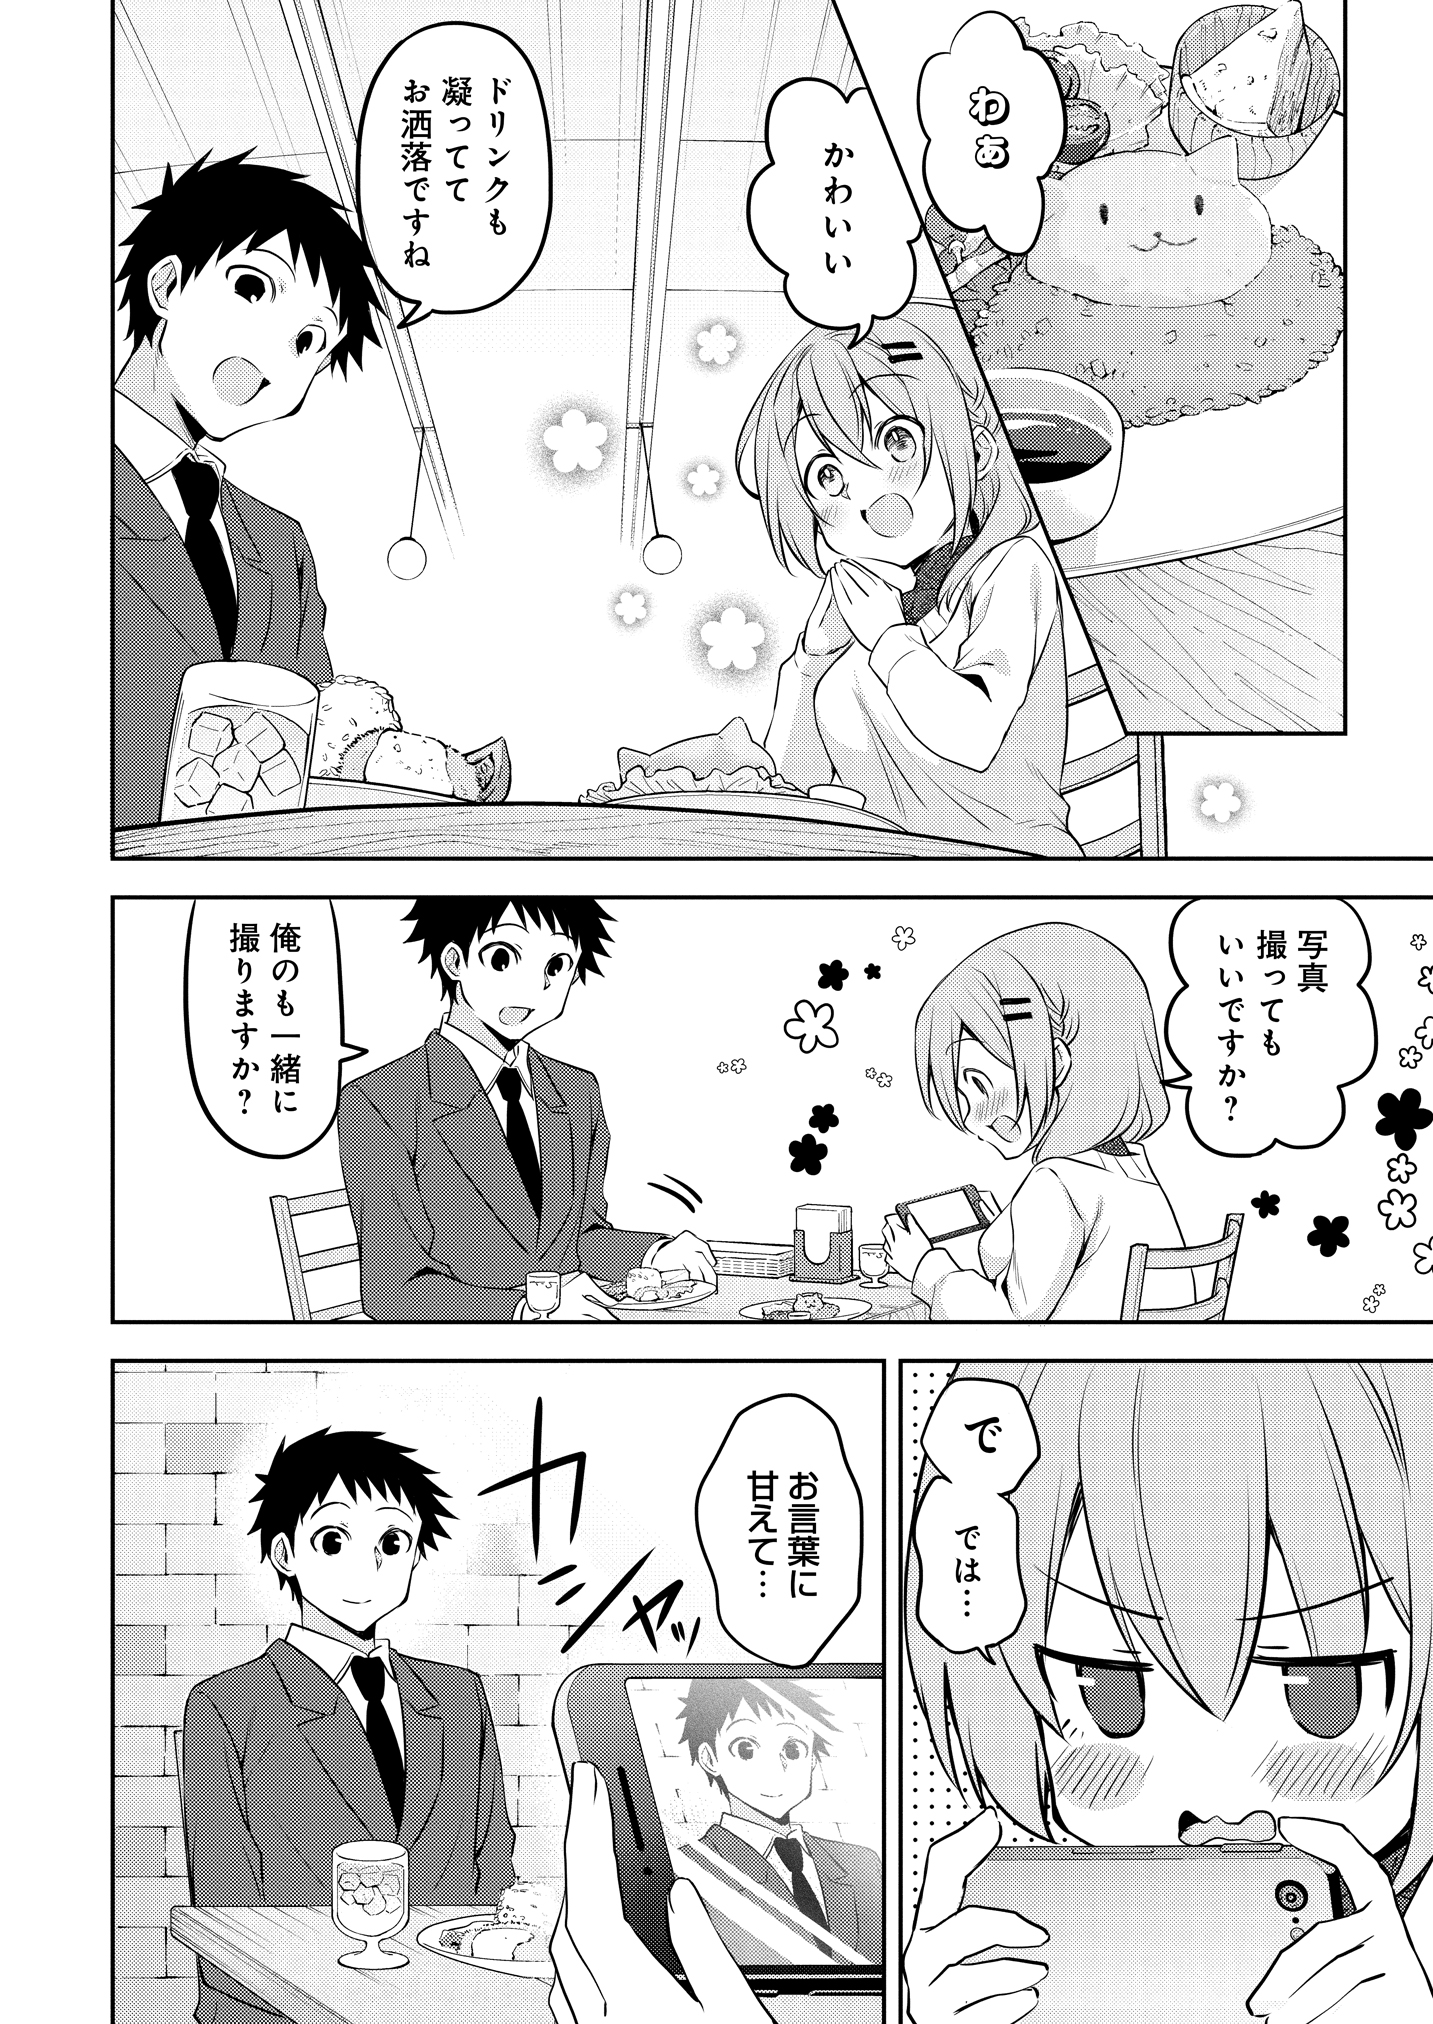 わぁ
かわいい
ドリンクも
凝ってて
お洒落ですね
写真
撮っても
いいですか?
俺のも一緒に
撮りますか?
で
では…
お言葉に
甘えて…
カシャッ